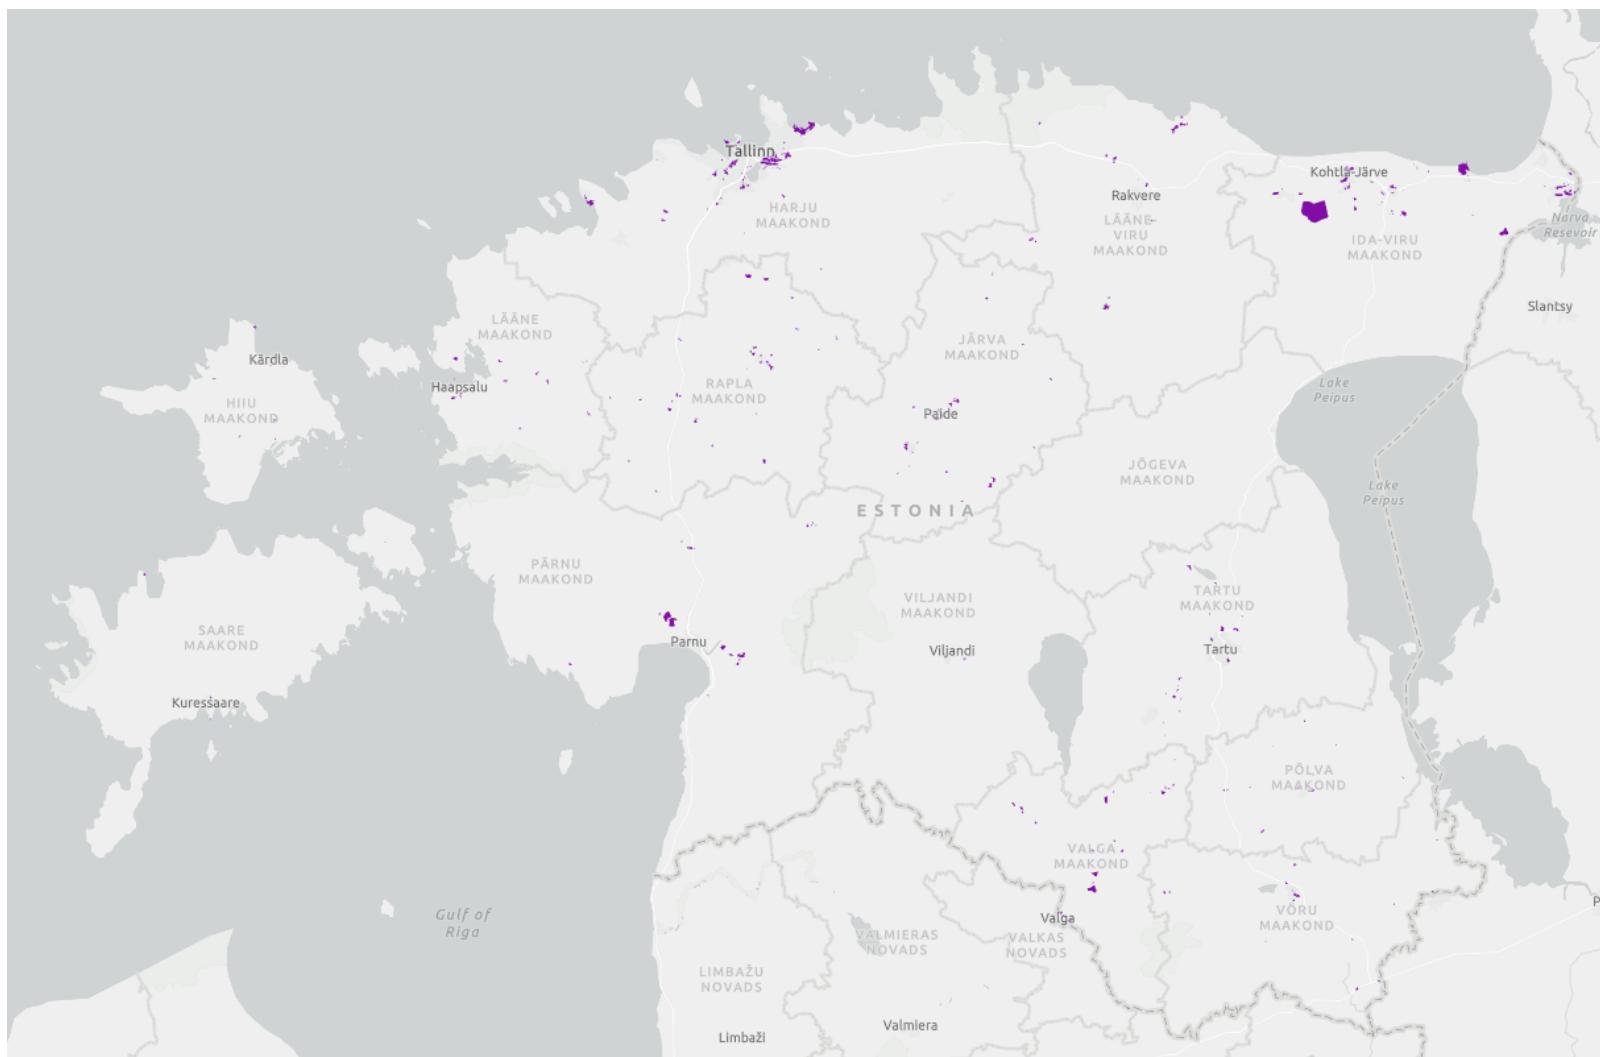 Tallinn
Kohtla-Järve
Rakvere
HARJU
MAAKOND
LÄÄNE-
VIRU
MAAKOND
Narva
Resevoir
IDA-VIRU
MAAKOND
Slantsy
LÄÄNE
MAAKOND
JÄRVA
MAAKOND
Kärdla
Haapsalu
RAPLA
MAAKOND
Lake
Peipus
HIIU
MAAKOND
Paide
JÕGEVA
MAAKOND
Lake
Peipus
ESTONIA
PÄRNU
MAAKOND
VILJANDI
MAAKOND
TARTU
MAAKOND
SAARE
MAAKOND
Parnu
Viljandi
Tartu
Kuressaare
PÕLVA
MAAKOND
VALGA
MAAKOND
Gulf of
Riga
Valga
VÕRU
MAAKOND
P
VALMIERAS
NOVADS
VALKAS
NOVADS
LIMBAŽU
NOVADS
Valmiera
Limbaži